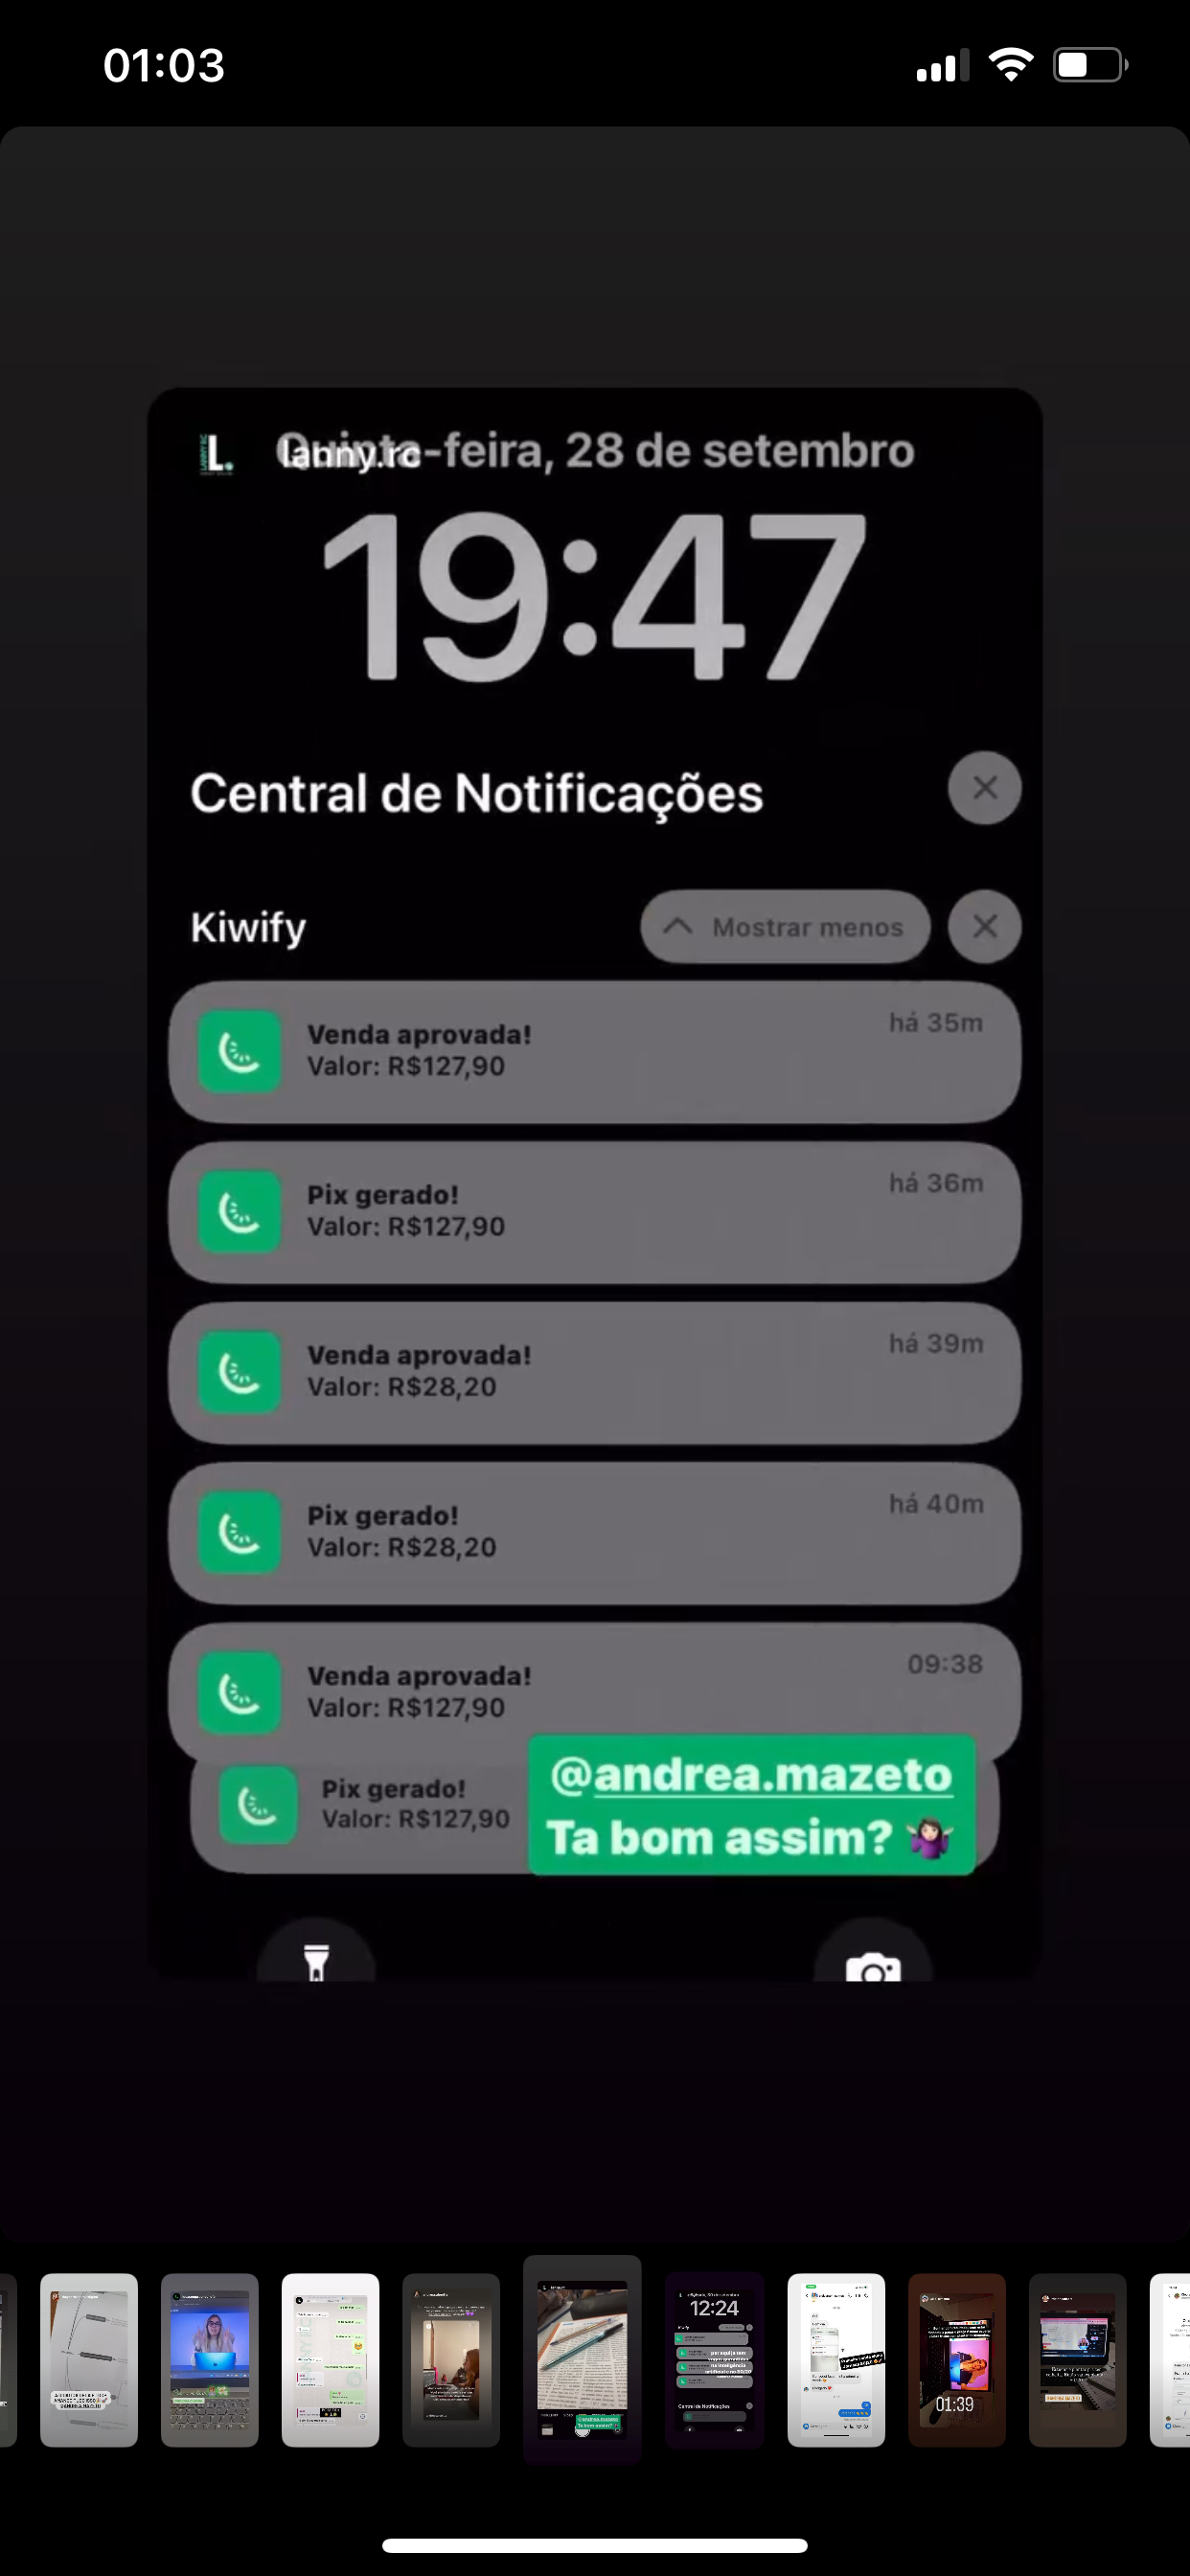 01:03
Quinta-feira, 28 de setembro
lanny.rc
19:47
Central de Notificações
Kiwify
Mostrar menos
Venda aprovada!
há 35m
Valor: R$127,90
Pix gerado!
há 36m
Valor: R$127,90
Venda aprovada!
há 39m
Valor: R$28,20
Pix gerado!
há 40m
Valor: R$28,20
Venda aprovada!
09:38
Valor: R$127,90
Pix gerado!
Valor: R$127,90
@andrea.mazeto
Ta bom assim?
12:24
Kiwify
01:39